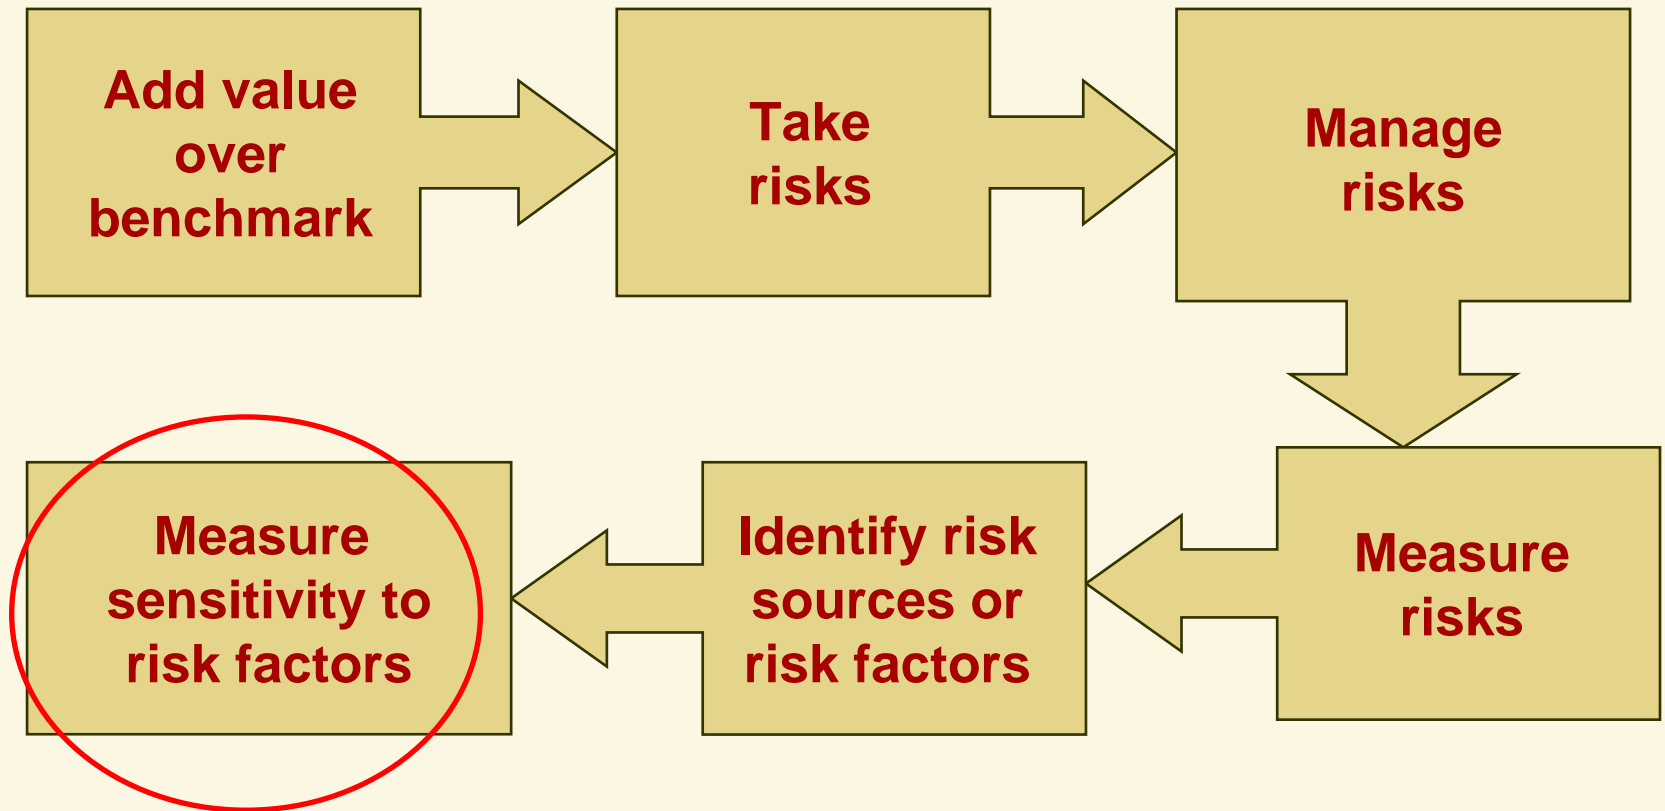 Add value
over
benchmark
Take
risks
Manage
risks
Measure
risks
Identify risk
sources or
risk factors
Measure
sensitivity to
risk factors